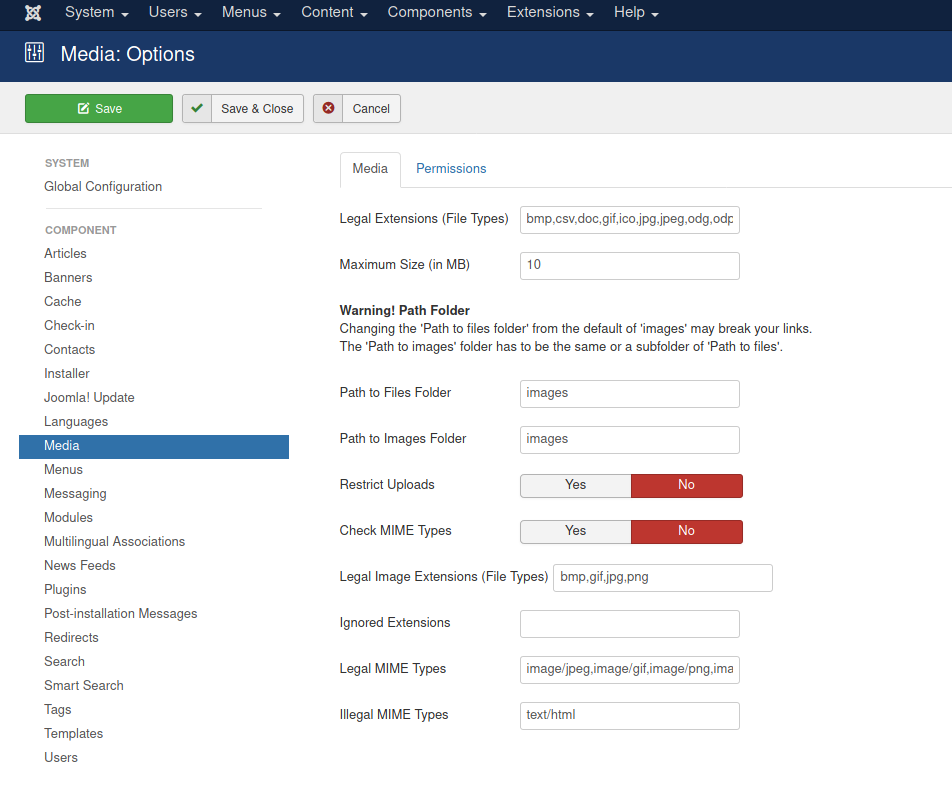 System Users Menus Content Components Extensions Help
Media: Options
Save Save & Close Cancel
SYSTEM
Global Configuration
COMPONENT
Articles
Banners
Cache
Check-in
Contacts
Installer
Joomla! Update
Languages
Media
Menus
Messaging
Modules
Multilingual Associations
News Feeds
Plugins
Post-installation Messages
Redirects
Search
Smart Search
Tags
Templates
Users
Media Permissions
Legal Extensions (File Types) bmp,csv,doc,gif,ico,jpg,jpeg,odg,odp
Maximum Size (in MB) 10
Warning! Path Folder
Changing the 'Path to files folder' from the default of 'images' may break your links.
The 'Path to images' folder has to be the same or a subfolder of 'Path to files'.
Path to Files Folder images
Path to Images Folder images
Restrict Uploads Yes No
Check MIME Types Yes No
Legal Image Extensions (File Types) bmp,gif,jpg,png
Ignored Extensions
Legal MIME Types image/jpeg,image/gif,image/png,ima
Illegal MIME Types text/html